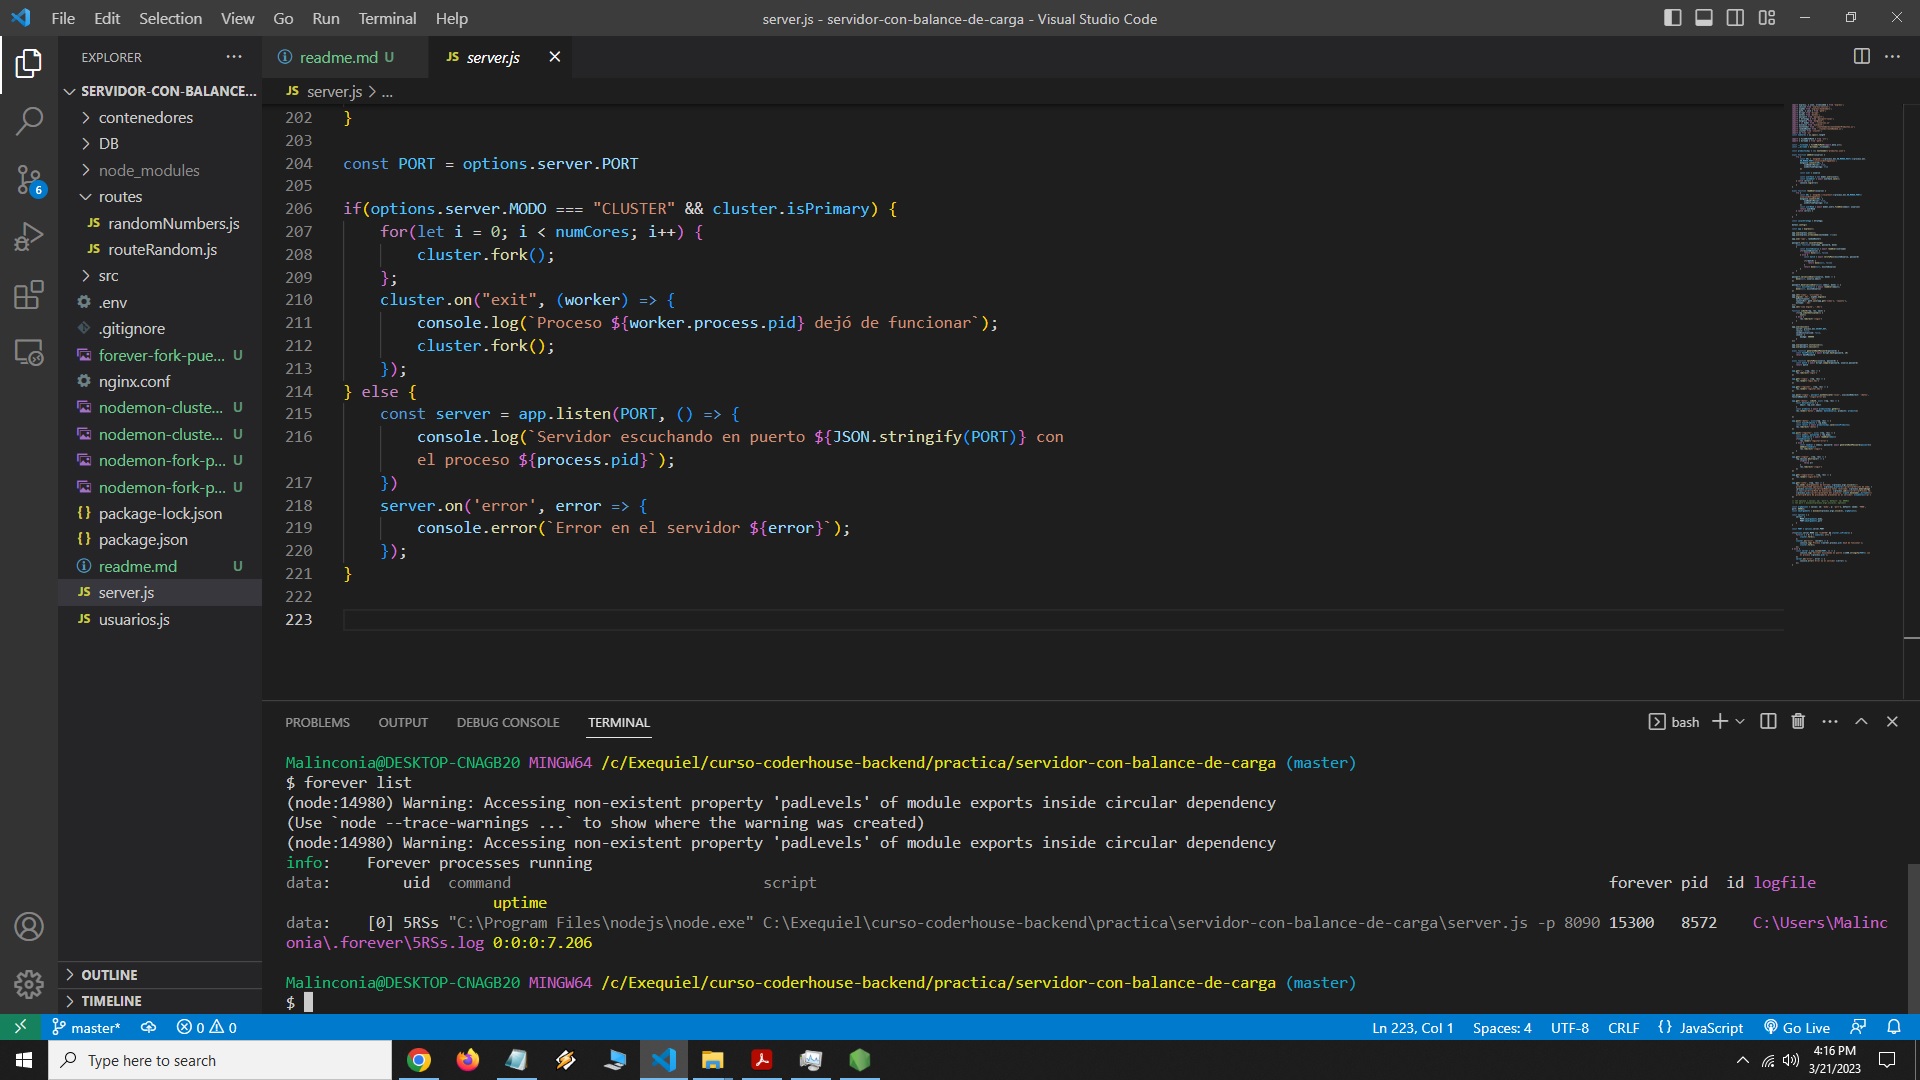 File Edit Selection View Go Run Terminal Help
server.js - servidor-con-balance-de-carga - Visual Studio Code
EXPLORER
readme.md U
JS server.js
SERVIDOR-CON-BALANCE...
JS server.js > ...
contenedores
DB
node_modules
routes
JS randomNumbers.js
JS routeRandom.js
src
.env
.gitignore
forever-fork-pue... U
nginx.conf
nodemon-cluste... U
nodemon-cluste... U
nodemon-fork-p... U
nodemon-fork-p... U
{} package-lock.json
{} package.json
readme.md U
JS server.js
JS usuarios.js
OUTLINE
TIMELINE
6
202 }
203
204 const PORT = options.server.PORT
205
206 if(options.server.MODO === "CLUSTER" && cluster.isPrimary) {
207 for(let i = 0; i < numCores; i++) {
208 cluster.fork();
209 };
210 cluster.on("exit", (worker) => {
211 console.log(`Proceso ${worker.process.pid} dejó de funcionar`);
212 cluster.fork();
213 });
214 } else {
215 const server = app.listen(PORT, () => {
216 console.log(`Servidor escuchando en puerto ${JSON.stringify(PORT)} con
el proceso ${process.pid}`);
217 })
218 server.on('error', error => {
219 console.error(`Error en el servidor ${error}`);
220 });
221 }
222
223
PROBLEMS OUTPUT DEBUG CONSOLE TERMINAL
bash
Malinconia@DESKTOP-CNAGB20 MINGW64 /c/Exequiel/curso-coderhouse-backend/practica/servidor-con-balance-de-carga (master)
$ forever list
(node:14980) Warning: Accessing non-existent property 'padLevels' of module exports inside circular dependency
(Use `node --trace-warnings ...` to show where the warning was created)
(node:14980) Warning: Accessing non-existent property 'padLevels' of module exports inside circular dependency
info: Forever processes running
data: uid command script forever pid id logfile
uptime
data: [0] 5RSs "C:\Program Files\nodejs\node.exe" C:\Exequiel\curso-coderhouse-backend\practica\servidor-con-balance-de-carga\server.js -p 8090 15300 8572 C:\Users\Malinc
onia\.forever\5RSs.log 0:0:0:7.206
Malinconia@DESKTOP-CNAGB20 MINGW64 /c/Exequiel/curso-coderhouse-backend/practica/servidor-con-balance-de-carga (master)
$
master* 0 0
Ln 223, Col 1 Spaces: 4 UTF-8 CRLF {} JavaScript Go Live
Type here to search
4:16 PM
3/21/2023